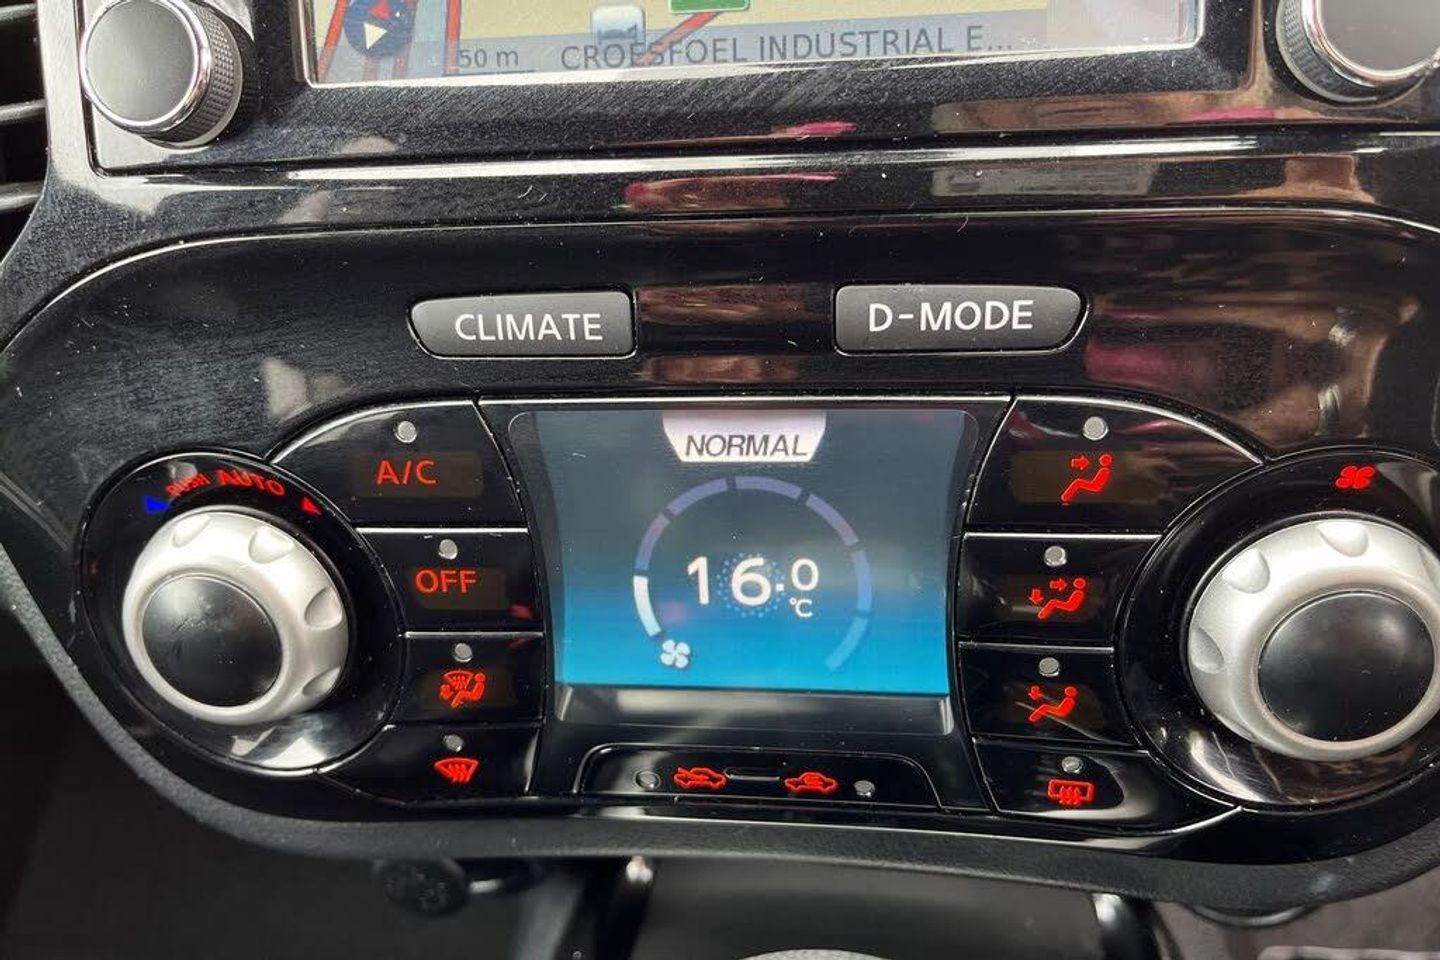 50 m CROESFOEL INDUSTRIAL E...
CLIMATE
D-MODE
PUSH AUTO
A/C
OFF
NORMAL
16.0
°C